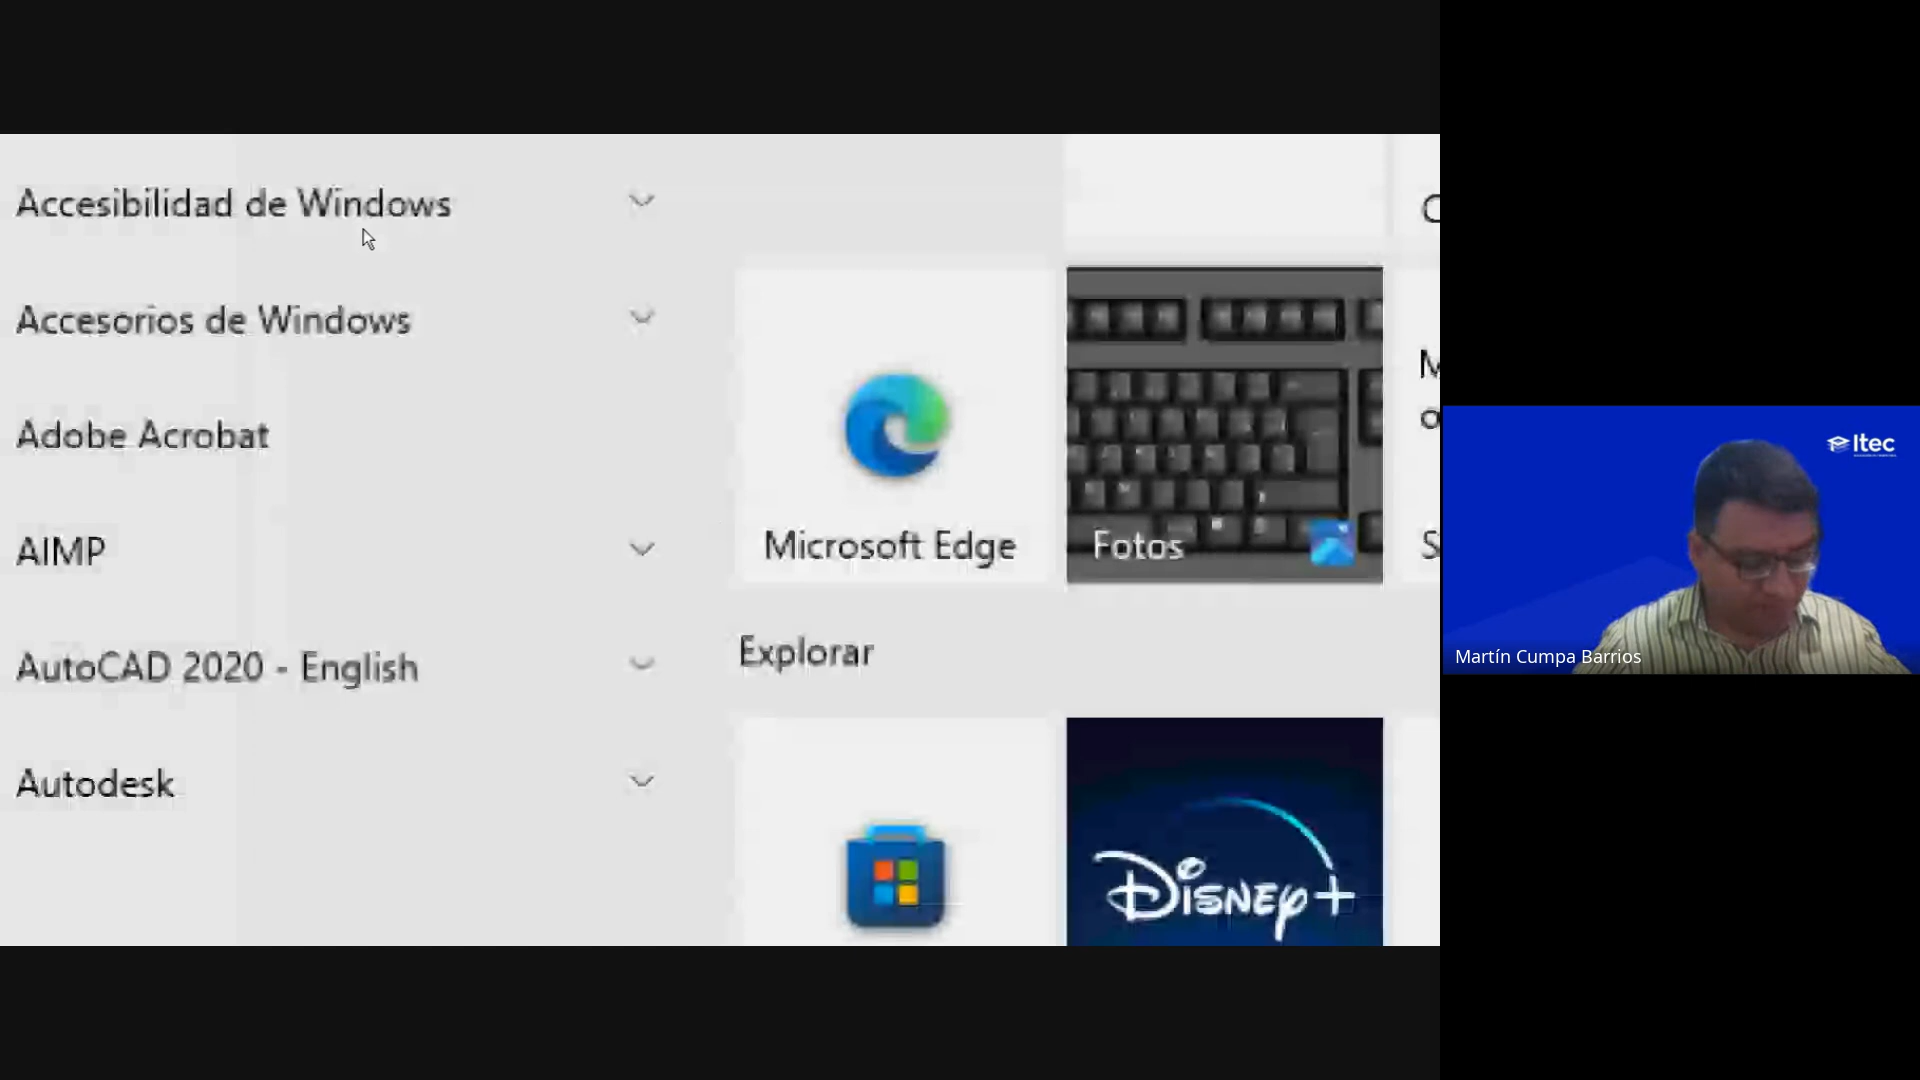 Accesibilidad de Windows
Accesorios de Windows
Adobe Acrobat
AIMP
AutoCAD 2020 - English
Autodesk
Microsoft Edge
Fotos
Explorar
Disney+
Itec
Martín Cumpa Barrios